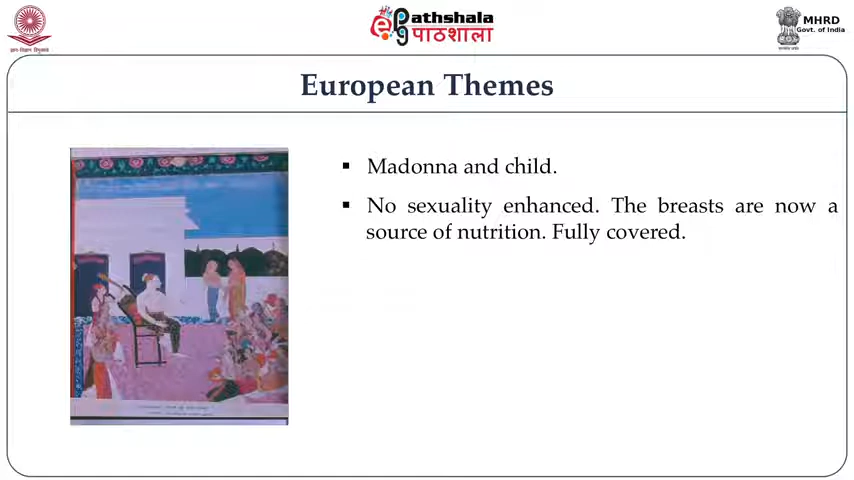 ePathshala
पाठशाला
MHRD
Govt. of India
European Themes
▪ Madonna and child.
▪ No sexuality enhanced. The breasts are now a
source of nutrition. Fully covered.